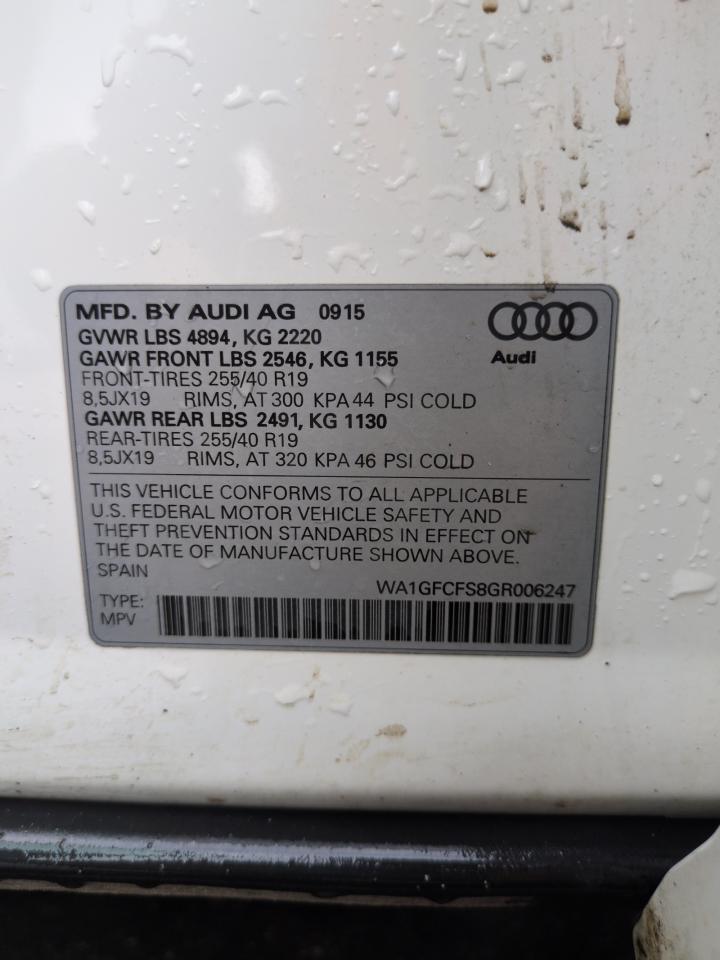 MFD. BY AUDI AG 0915
GVWR LBS 4894, KG 2220
GAWR FRONT LBS 2546, KG 1155
Audi
FRONT-TIRES 255/40 R19
8,5JX19 RIMS, AT 300 KPA 44 PSI COLD
GAWR REAR LBS 2491, KG 1130
REAR-TIRES 255/40 R19
8,5JX19 RIMS, AT 320 KPA 46 PSI COLD
THIS VEHICLE CONFORMS TO ALL APPLICABLE
U.S. FEDERAL MOTOR VEHICLE SAFETY AND
THEFT PREVENTION STANDARDS IN EFFECT ON
THE DATE OF MANUFACTURE SHOWN ABOVE.
SPAIN
WA1GFCFS8GR006247
TYPE:
MPV